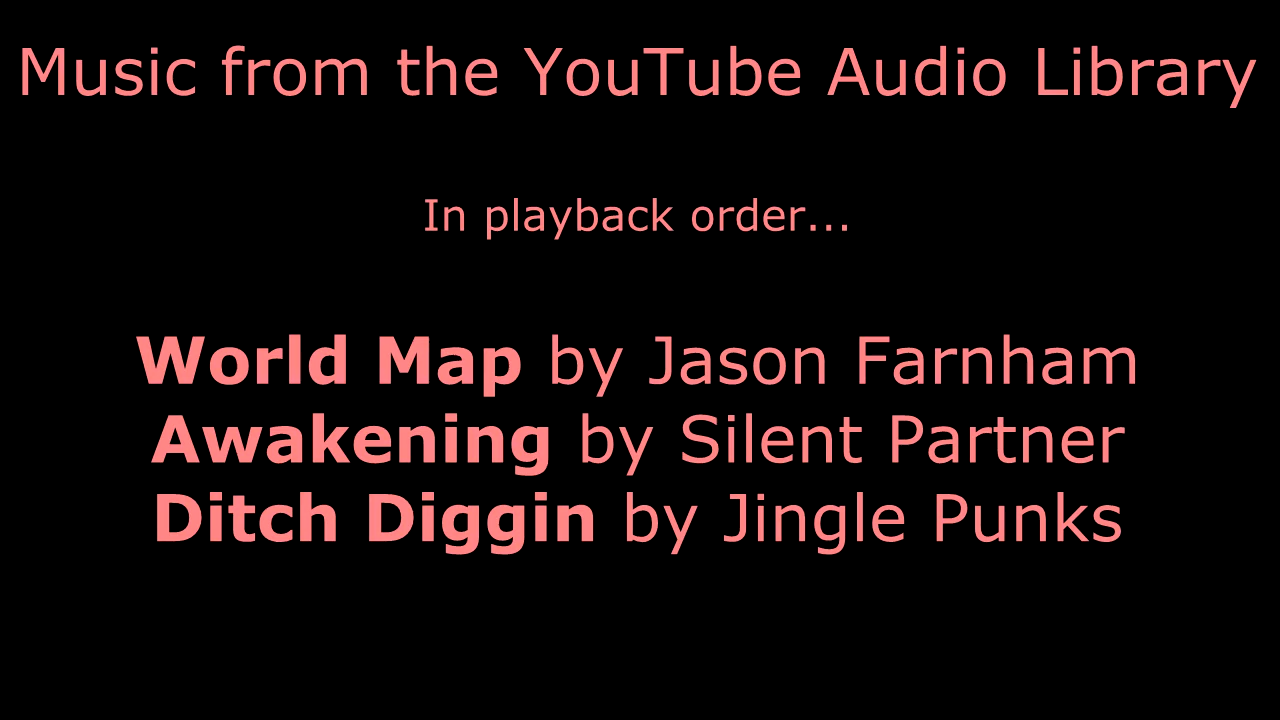 Music from the YouTube Audio Library
In playback order...
World Map by Jason Farnham
Awakening by Silent Partner
Ditch Diggin by Jingle Punks